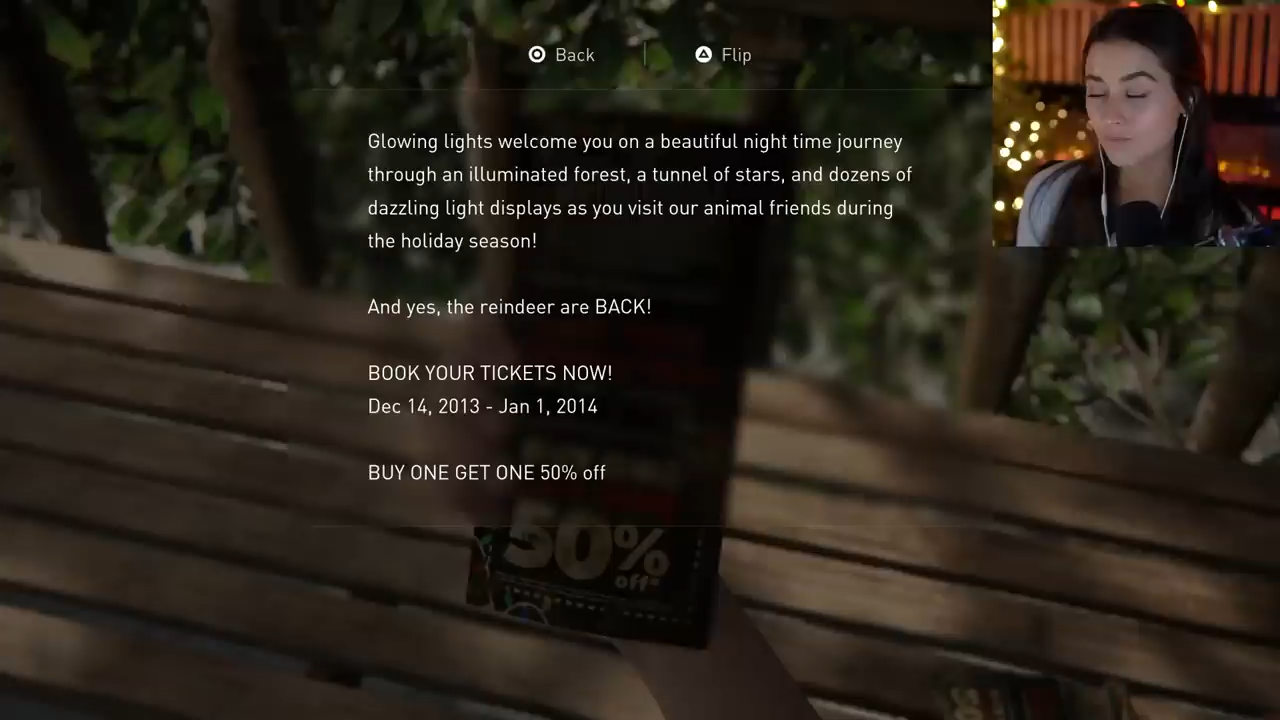 Back
Flip
Glowing lights welcome you on a beautiful night time journey
through an illuminated forest, a tunnel of stars, and dozens of
dazzling light displays as you visit our animal friends during
the holiday season!
And yes, the reindeer are BACK!
BOOK YOUR TICKETS NOW!
Dec 14, 2013 - Jan 1, 2014
BUY ONE GET ONE 50% off
50%
off*